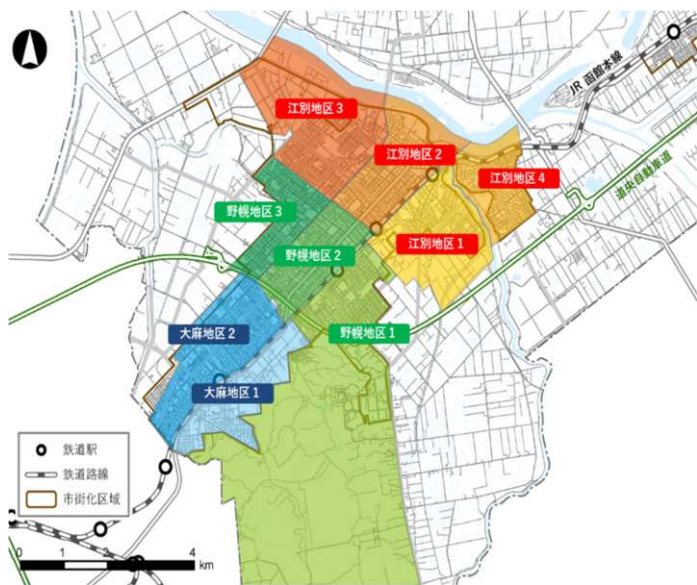 JR 函館本線
江別地区3
江別地区2
江別地区4
道央自動車道
野幌地区3
江別地区1
野幌地区2
大麻地区2
野幌地区1
大麻地区1
鉄道駅
鉄道路線
市街化区域
0 1 2 4
km